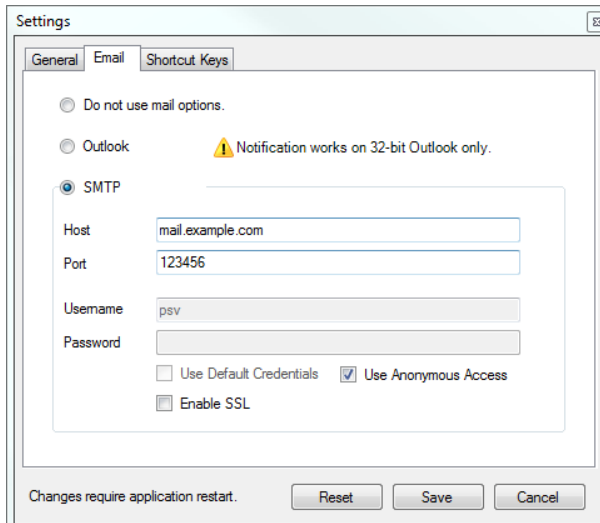 Settings
General Email Shortcut Keys
Do not use mail options.
Outlook Notification works on 32-bit Outlook only.
SMTP
Host mail.example.com
Port 123456
Username psv
Password
Use Default Credentials Use Anonymous Access
Enable SSL
Changes require application restart. Reset Save Cancel